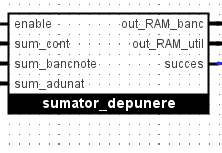 enable out_RAM_banc
sum_cont out_RAM_util
sum_bancnote succes
sum_adunat
sumator_depunere